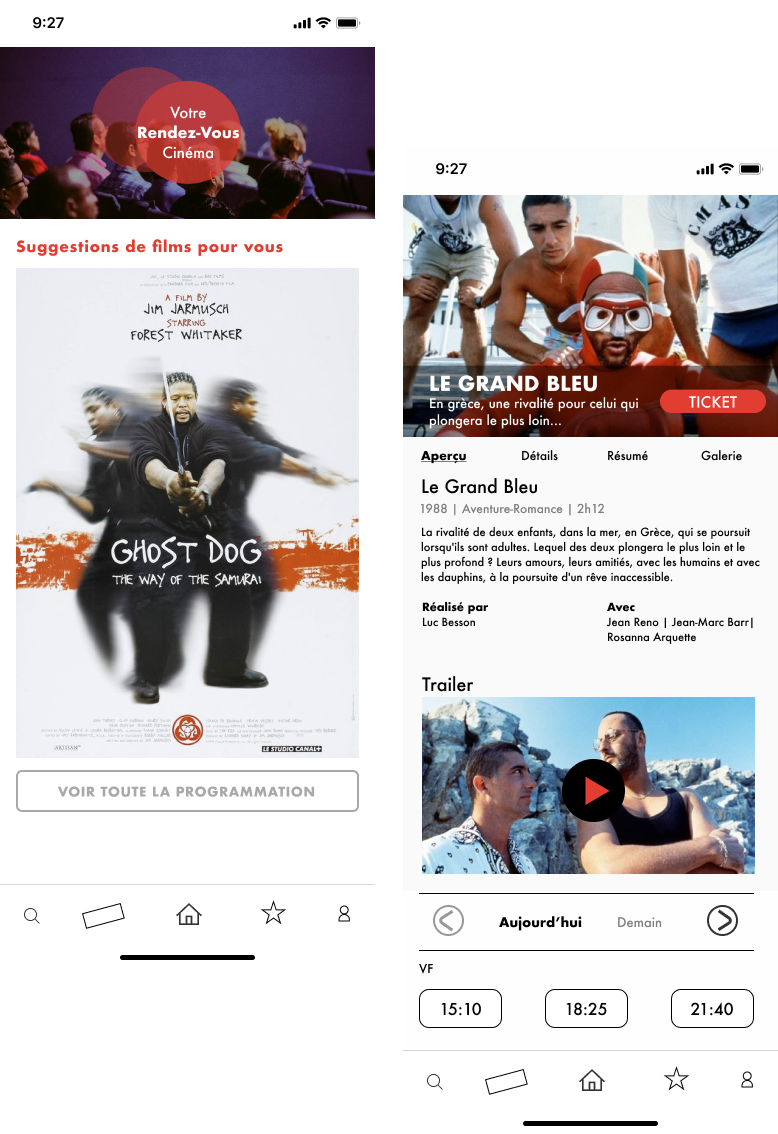 9:27
Votre
Rendez-Vous
Cinéma
Suggestions de films pour vous
A FILM BY
JIM JARMUSCH
STARRING
FOREST WHITAKER
GHOST DOG
THE WAY OF THE SAMURAI
LE STUDIO CANAL+
VOIR TOUTE LA PROGRAMMATION
9:27
CMAS
LE GRAND BLEU
En grèce, une rivalité pour celui qui
plongera le plus loin...
TICKET
Aperçu Détails Résumé Galerie
Le Grand Bleu
1988 | Aventure-Romance | 2h12
La rivalité de deux enfants, dans la mer, en Grèce, qui se poursuit
lorsqu'ils sont adultes. Lequel des deux plongera le plus loin et le
plus profond ? Leurs amours, leurs amitiés, avec les humains et avec
les dauphins, à la poursuite d'un rêve inaccessible.
Réalisé par
Luc Besson
Avec
Jean Reno | Jean-Marc Barr|
Rosanna Arquette
Trailer
Aujourd'hui Demain
VF
15:10 18:25 21:40